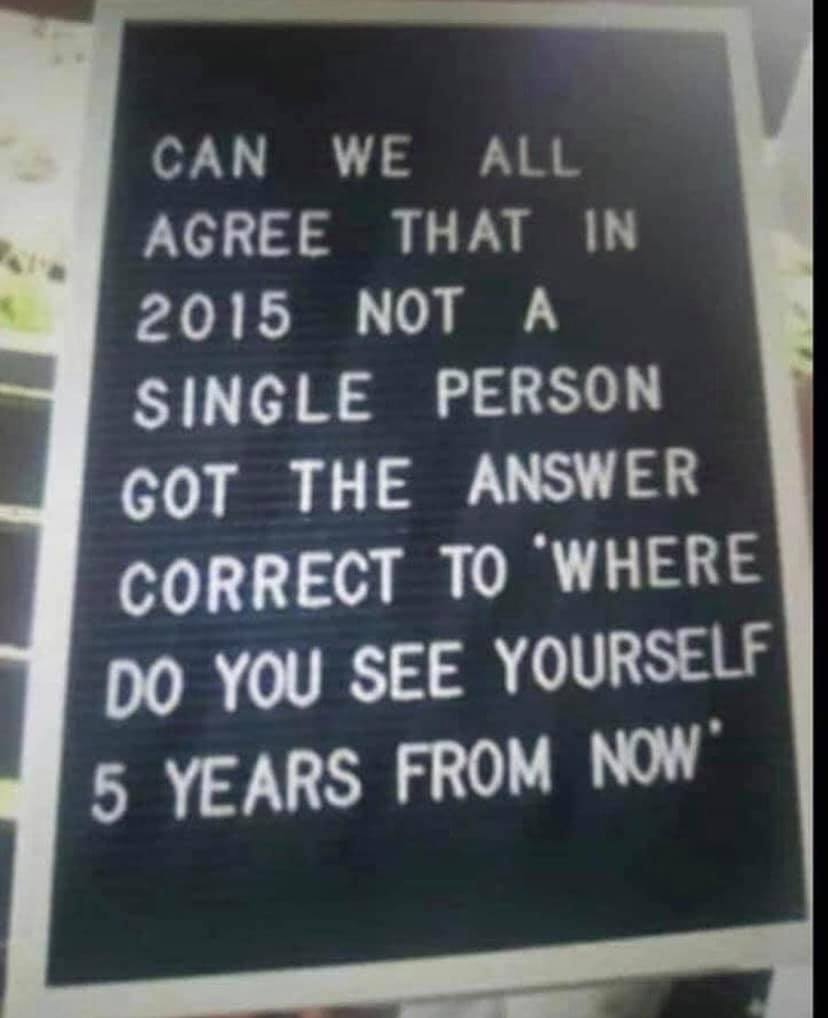 CAN WE ALL
AGREE THAT IN
2015 NOT A
SINGLE PERSON
GOT THE ANSWER
CORRECT TO 'WHERE
DO YOU SEE YOURSELF
5 YEARS FROM NOW'